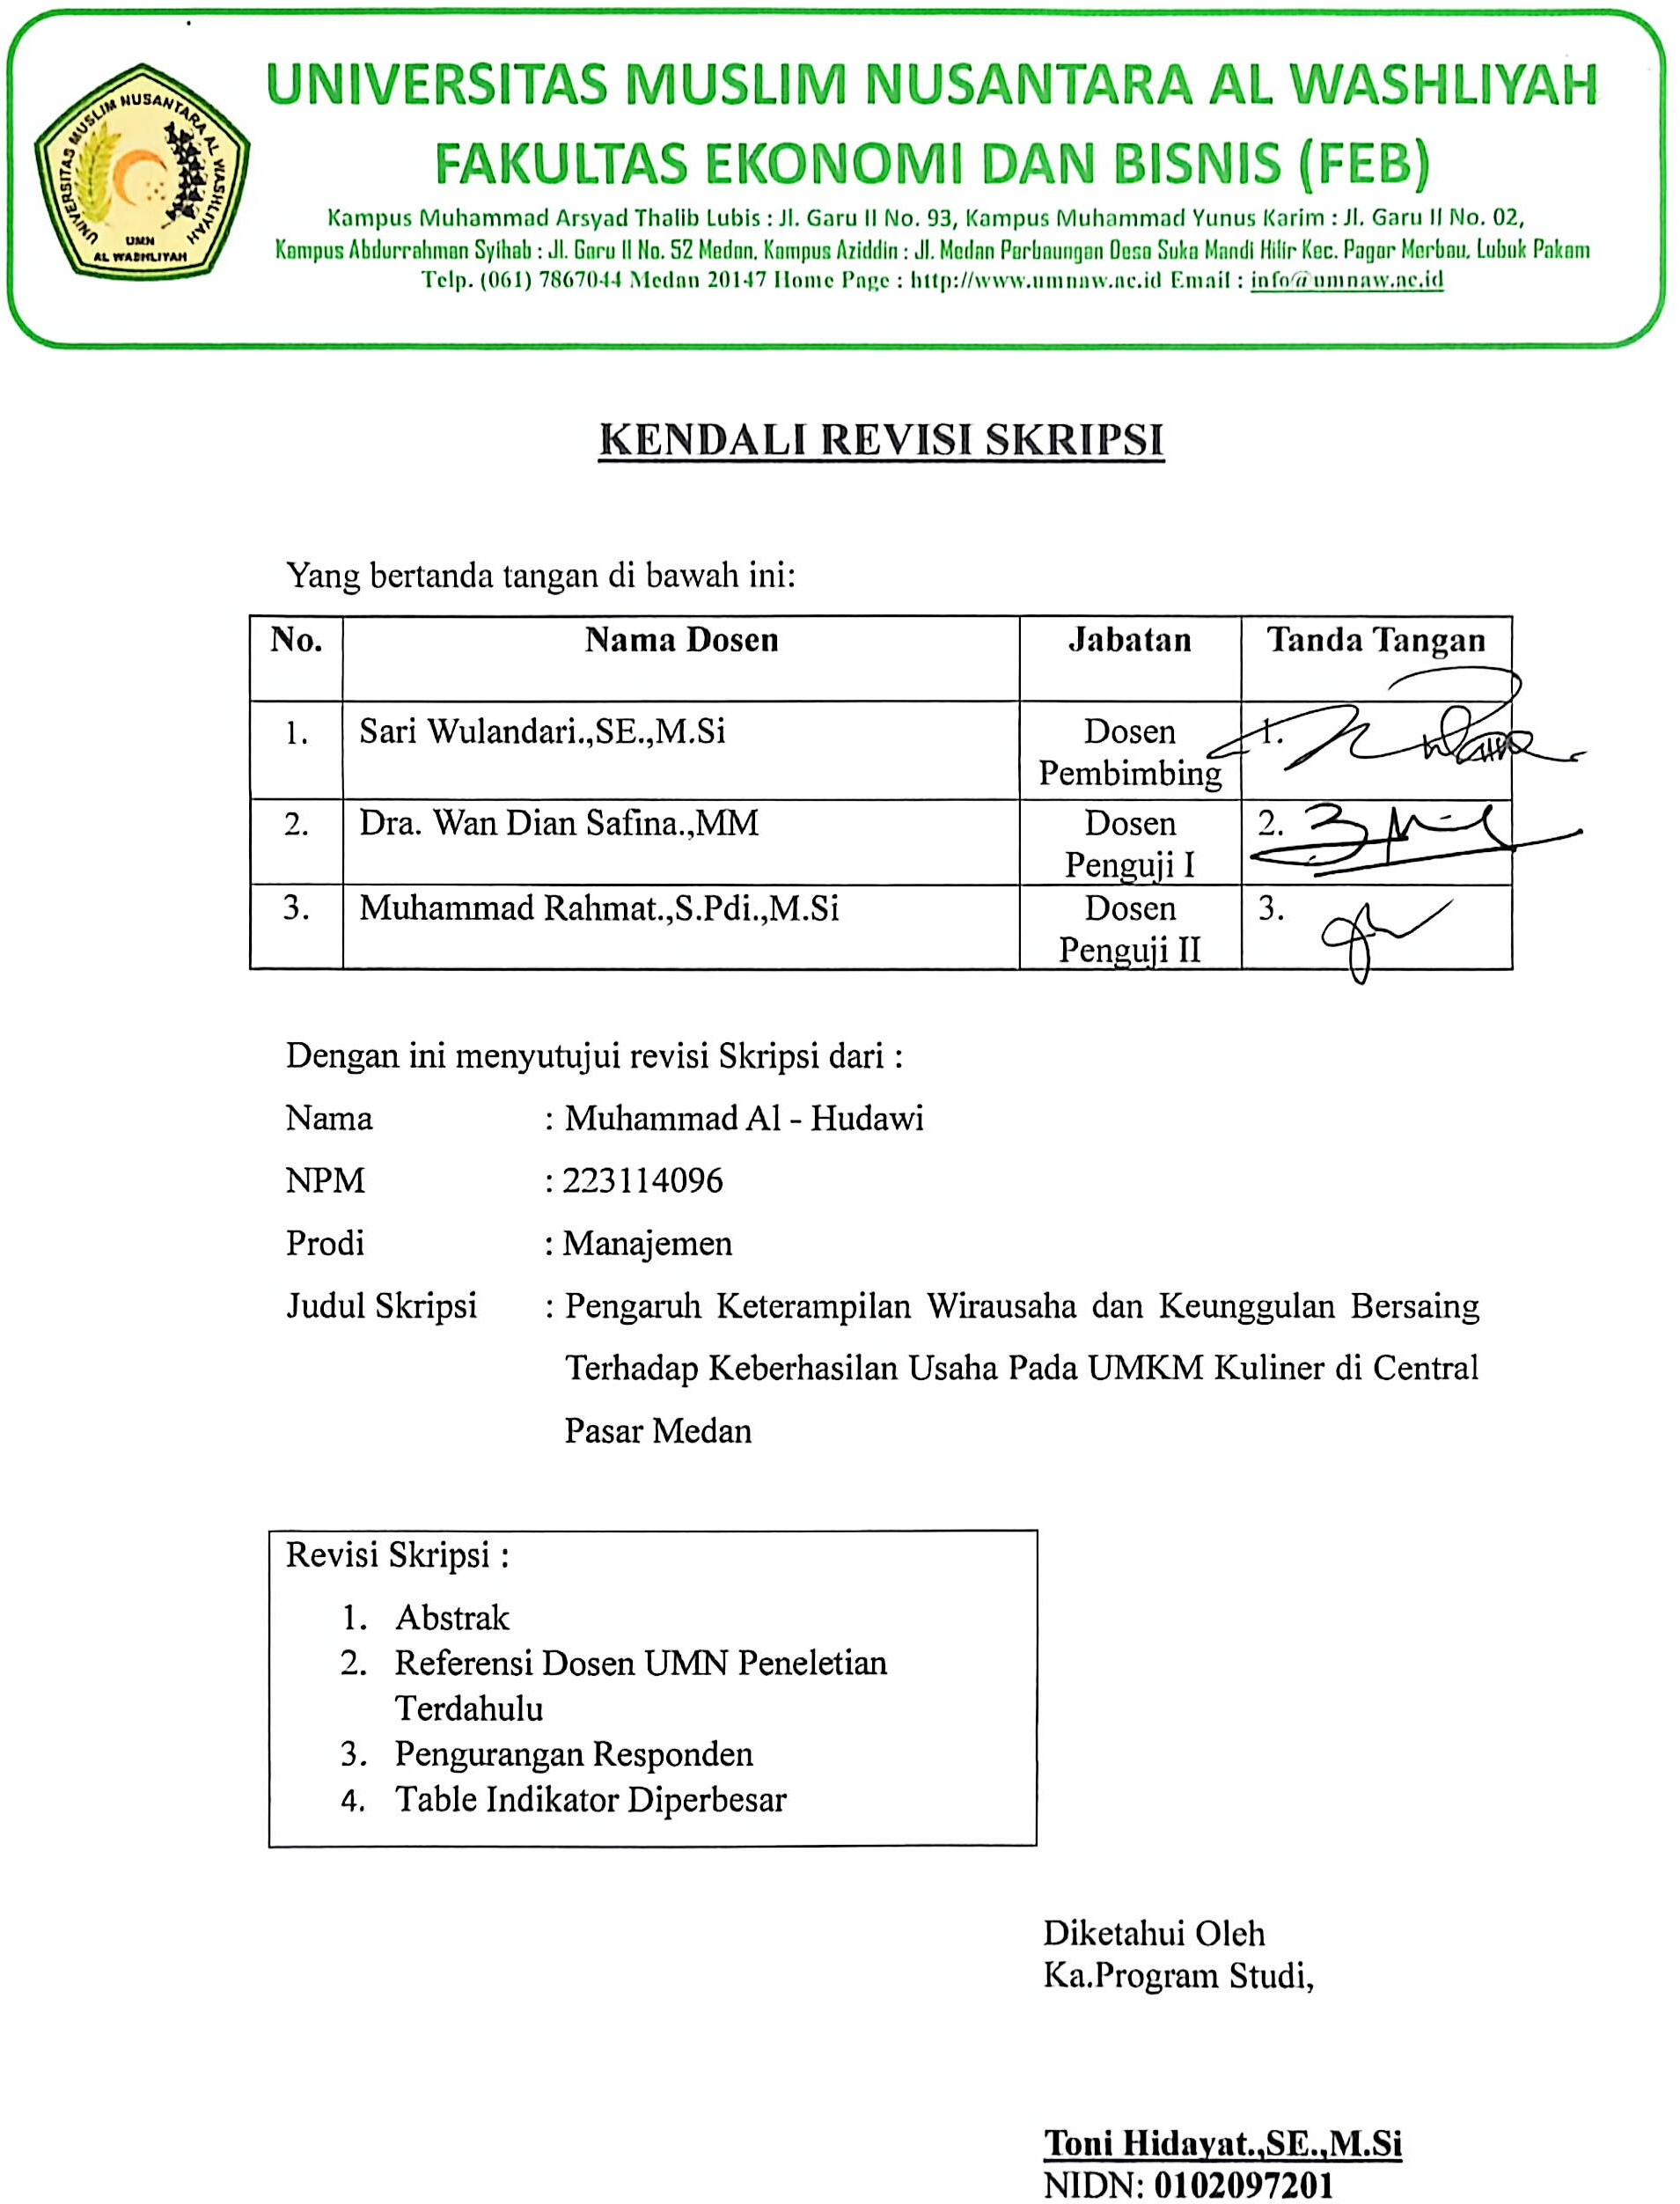 UNIVERSITAS MUSLIM NUSANTARA AL WASHLIYAH
UMN
AL WASHLIYAH
UNIVERSITAS MUSLIM NUSANTARA AL WASHLIYAH
FAKULTAS EKONOMI DAN BISNIS (FEB)
Kampus Muhammad Arsyad Thalib Lubis : Jl. Garu II No. 93, Kampus Muhammad Yunus Karim : Jl. Garu II No. 02,
Kampus Abdurrahman Syihab : Jl. Garu II No. 52 Medan, Kampus Aziddin : Jl. Medan Perbaungan Desa Suka Mandi Hilir Kec. Pagar Merbau, Lubuk Pakam
Telp. (061) 7867044 Medan 20147 Home Page : http://www.umnaw.ac.id Email : info@umnaw.ac.id
KENDALI REVISI SKRIPSI
Yang bertanda tangan di bawah ini:
No. Nama Dosen Jabatan Tanda Tangan
1. Sari Wulandari.,SE.,M.Si Dosen Pembimbing 1.
2. Dra. Wan Dian Safina.,MM Dosen Penguji I 2.
3. Muhammad Rahmat.,S.Pdi.,M.Si Dosen Penguji II 3.
Dengan ini menyutujui revisi Skripsi dari :
Nama : Muhammad Al - Hudawi
NPM : 223114096
Prodi : Manajemen
Judul Skripsi : Pengaruh Keterampilan Wirausaha dan Keunggulan Bersaing
Terhadap Keberhasilan Usaha Pada UMKM Kuliner di Central
Pasar Medan
Revisi Skripsi :
1. Abstrak
2. Referensi Dosen UMN Peneletian
Terdahulu
3. Pengurangan Responden
4. Table Indikator Diperbesar
Diketahui Oleh
Ka.Program Studi,
Toni Hidayat.,SE.,M.Si
NIDN: 0102097201